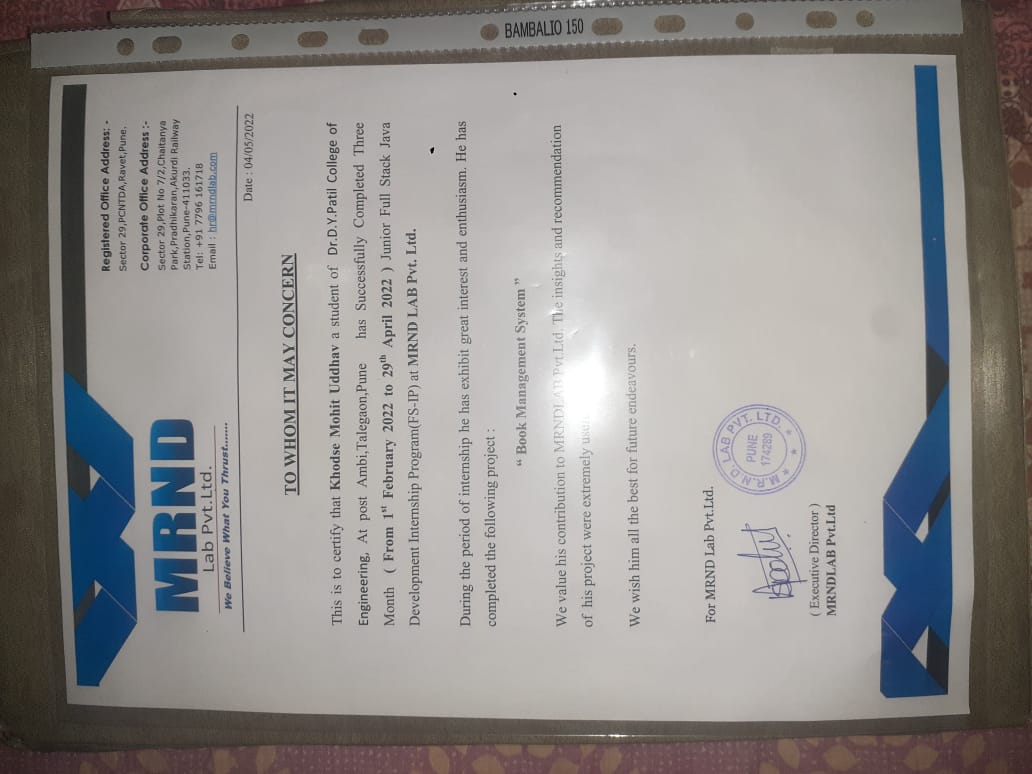 BAMBALIO 150
Registered Office Address: -
Sector 29,PCNTDA,Ravet,Pune.
Corporate Office Address :-
Sector 29,Plot No 7/2,Chaitanya
Park,Pradhikaran,Akurdi Railway
Station,Pune-411033.
Tel: +91 7796 161718
Email : hr@mrndlab.com
MRND
Lab Pvt.Ltd.
We Believe What You Thrust.......
Date : 04/05/2022
TO WHOM IT MAY CONCERN
This is to certify that Khodse Mohit Uddhav a student of Dr.D.Y.Patil College of
Engineering, At post Ambi,Talegaon,Pune has Successfully Completed Three
Month ( From 1st February 2022 to 29th April 2022 ) Junior Full Stack Java
Development Internship Program(FS-IP) at MRND LAB Pvt. Ltd.
During the period of internship he has exhibit great interest and enthusiasm. He has
completed the following project :
“ Book Management System ”
We value his contribution to MRNDLAB Pvt.Ltd. The insights and recommendation
of his project were extremely
We wish him all the best for future endeavours.
For MRND Lab Pvt.Ltd.
M.R.N.D. LAB PVT. LTD.
PUNE
174289
( Executive Director )
MRNDLAB Pvt.Ltd